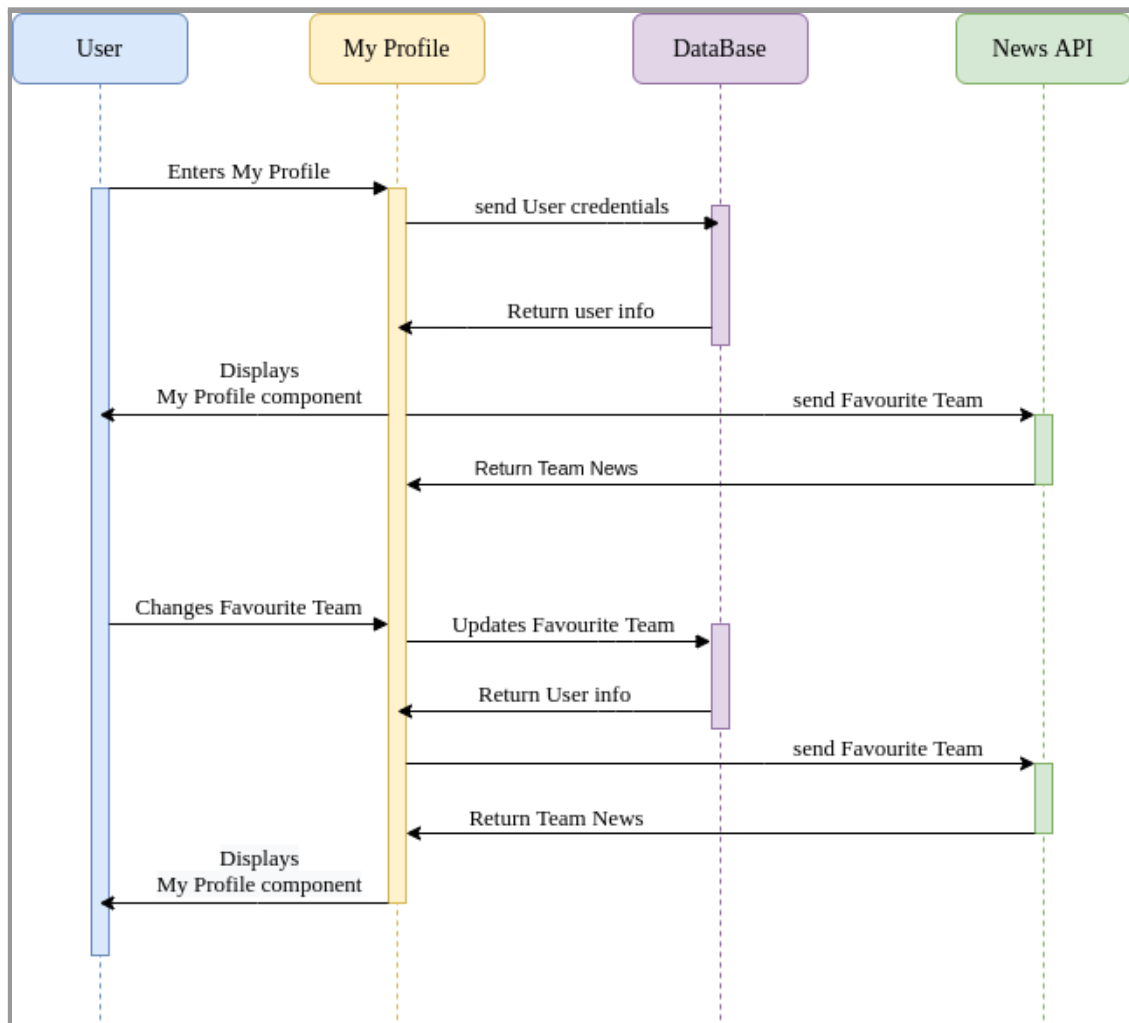 User
My Profile
DataBase
News API
Enters My Profile
send User credentials
Return user info
Displays
My Profile component
send Favourite Team
Return Team News
Changes Favourite Team
Updates Favourite Team
Return User info
send Favourite Team
Return Team News
Displays
My Profile component